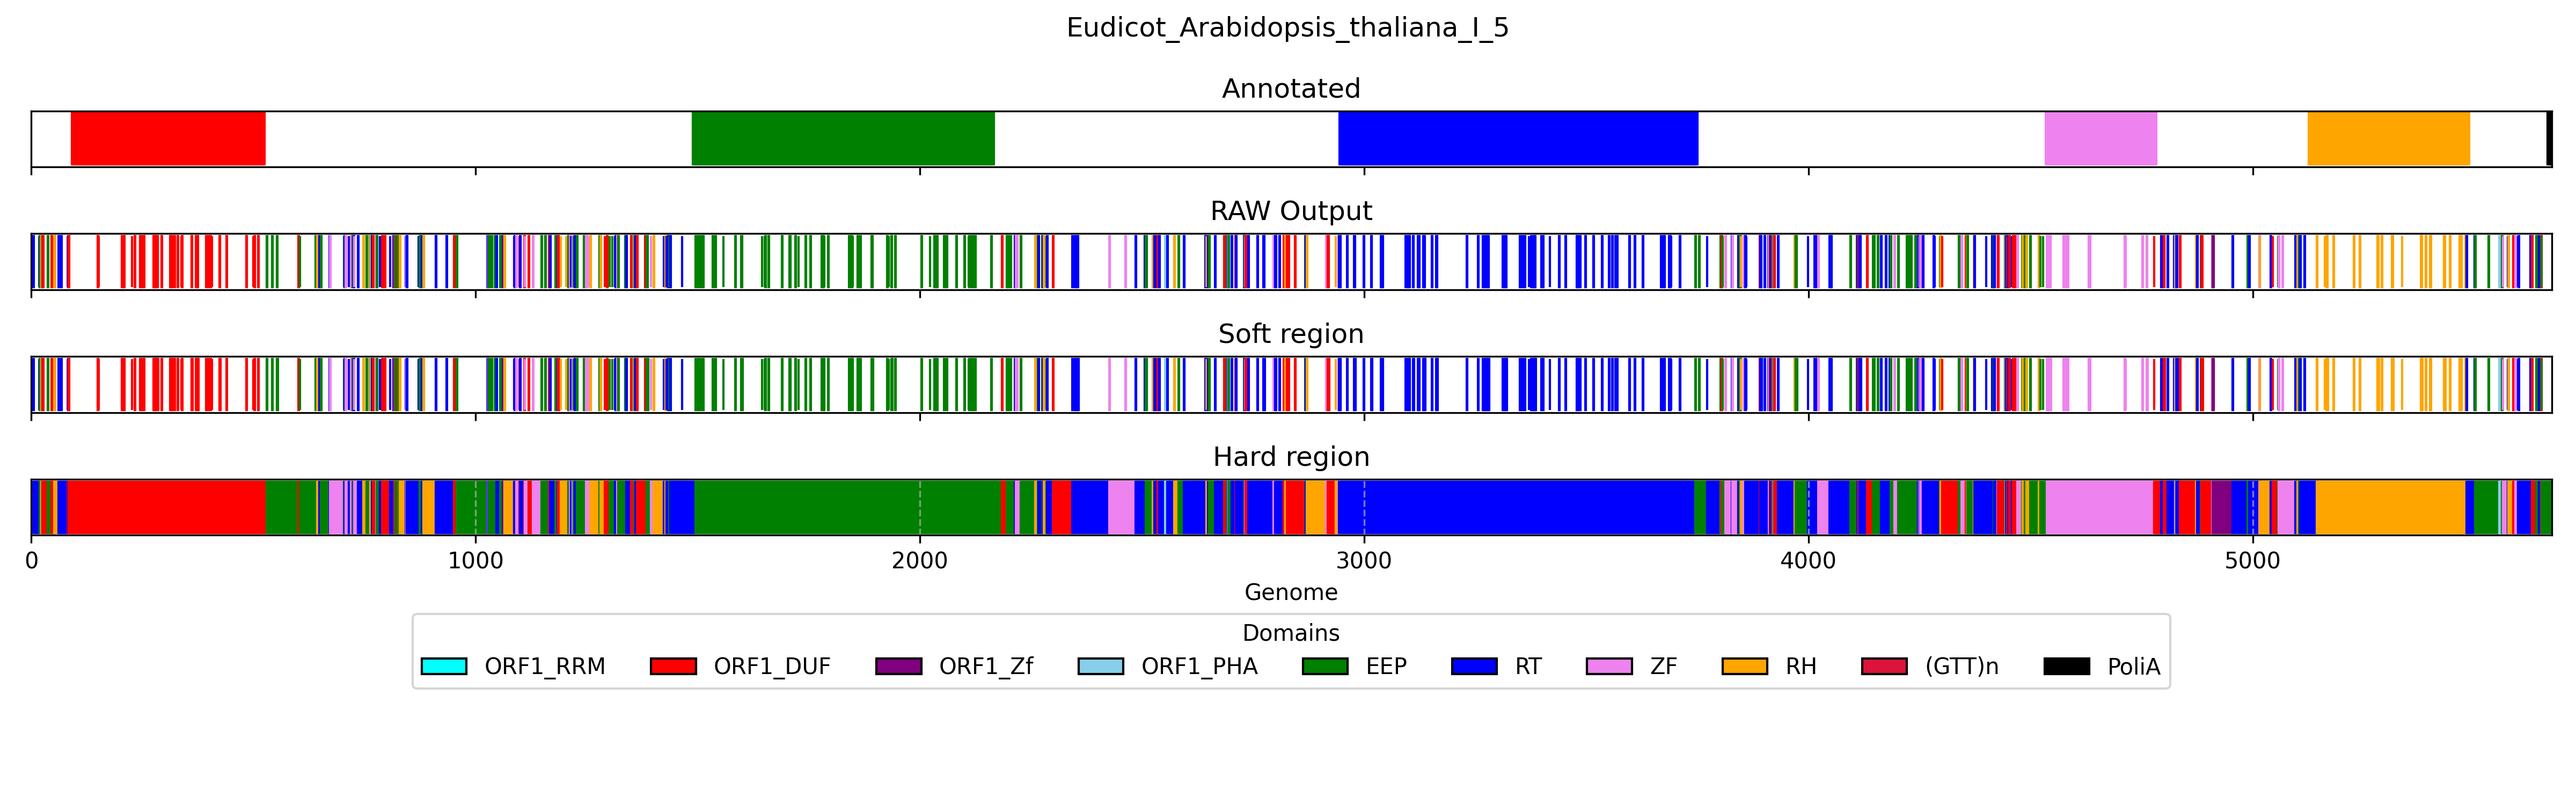 Eudicot_Arabidopsis_thaliana_I_5
Annotated
RAW Output
Soft region
Hard region
0 1000 2000 3000 4000 5000
Genome
Domains
ORF1_RRM ORF1_DUF ORF1_Zf ORF1_PHA EEP RT ZF RH (GTT)n PoliA